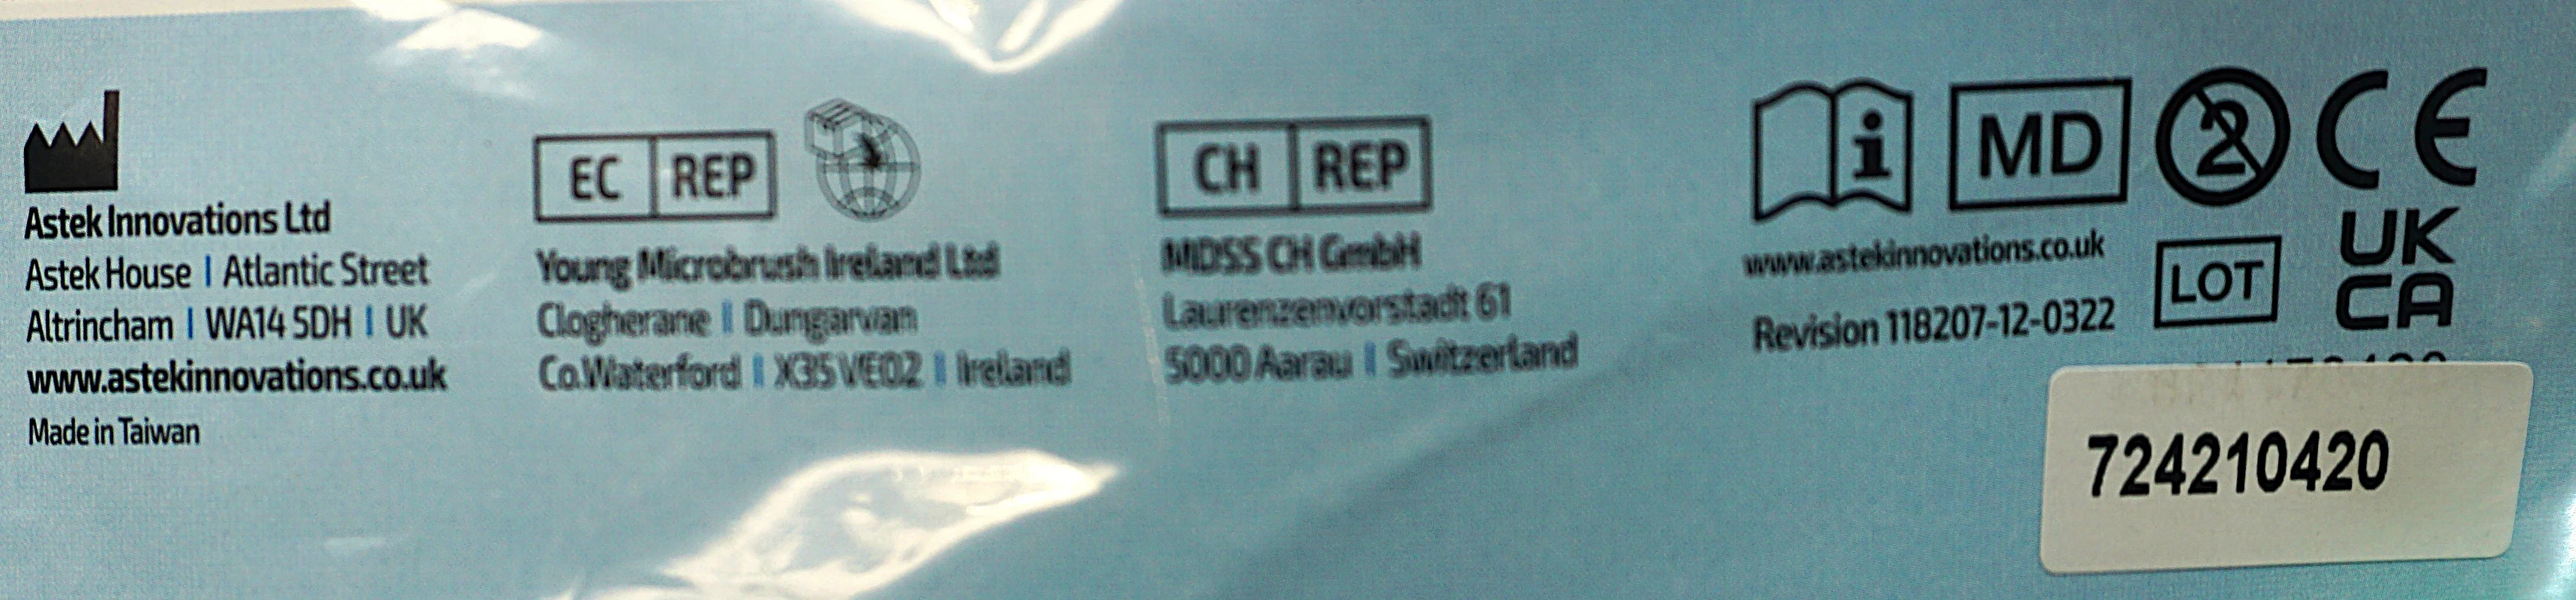 Astek Innovations Ltd
Astek House | Atlantic Street
Altrincham | WA14 5DH | UK
www.astekinnovations.co.uk
Made in Taiwan
EC REP
Young Microbrush Ireland Ltd
Clogherane | Dungarvan
Co.Waterford | X35 VE02 | Ireland
CH REP
MDSS CH GmbH
Laurenzenvorstadt 61
5000 Aarau | Switzerland
i MD 2 CE
www.astekinnovations.co.uk
Revision 118207-12-0322
LOT
UK
CA
724210420